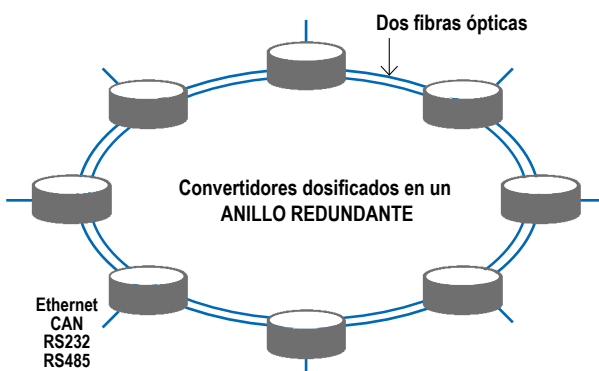 Dos fibras ópticas
Convertidores dosificados en un
ANILLO REDUNDANTE
Ethernet
CAN
RS232
RS485